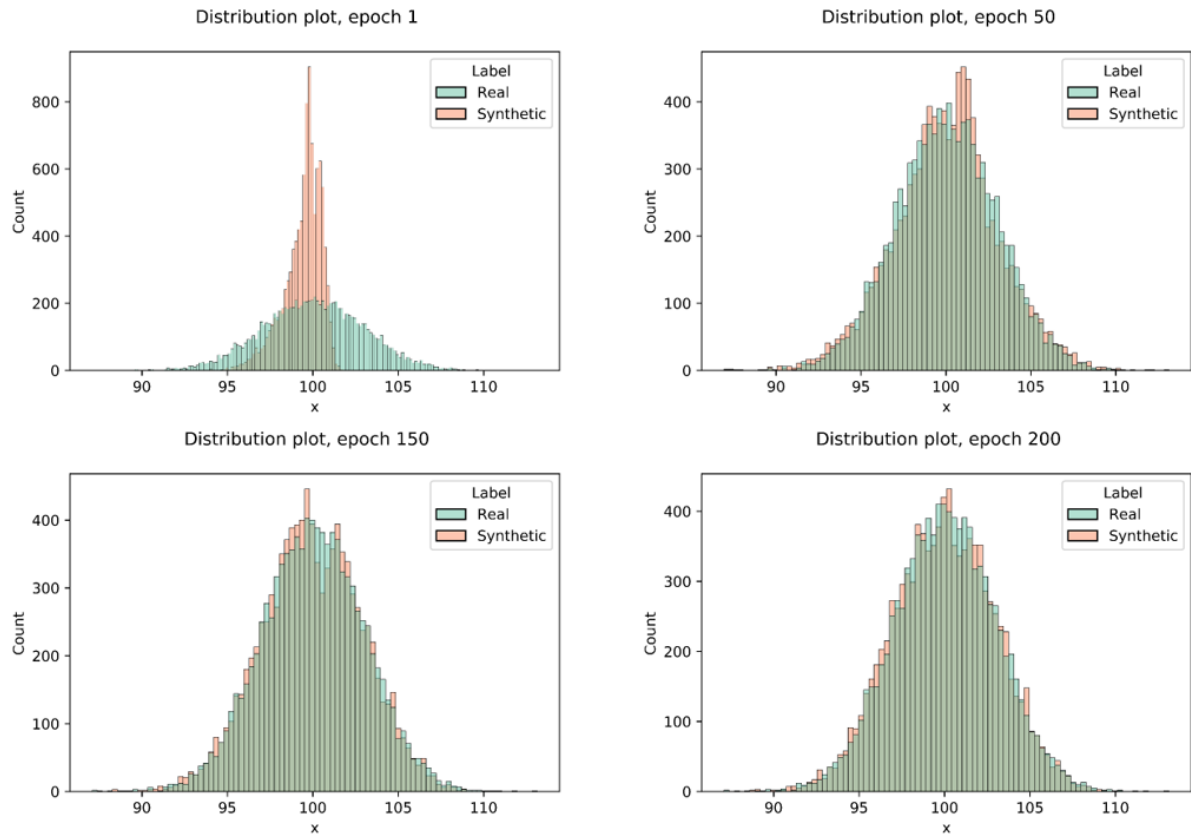 Distribution plot, epoch 1
Label
Real
Synthetic
800
600
400
200
0
Count
90 95 100 105 110
x
Distribution plot, epoch 50
Label
Real
Synthetic
400
300
200
100
0
Count
90 95 100 105 110
x
Distribution plot, epoch 150
Label
Real
Synthetic
400
300
200
100
0
Count
90 95 100 105 110
x
Distribution plot, epoch 200
Label
Real
Synthetic
400
300
200
100
0
Count
90 95 100 105 110
x